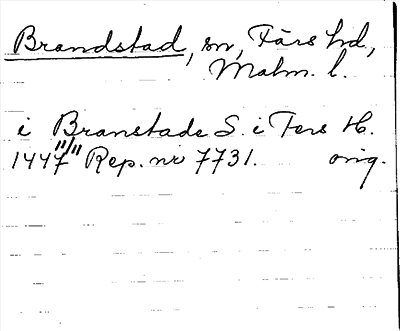 Brandstad, sn, Färs hd,
Malm. l.
i Branstade S. i Fers H.
1447 11/11 Rep. nr 7731. orig.